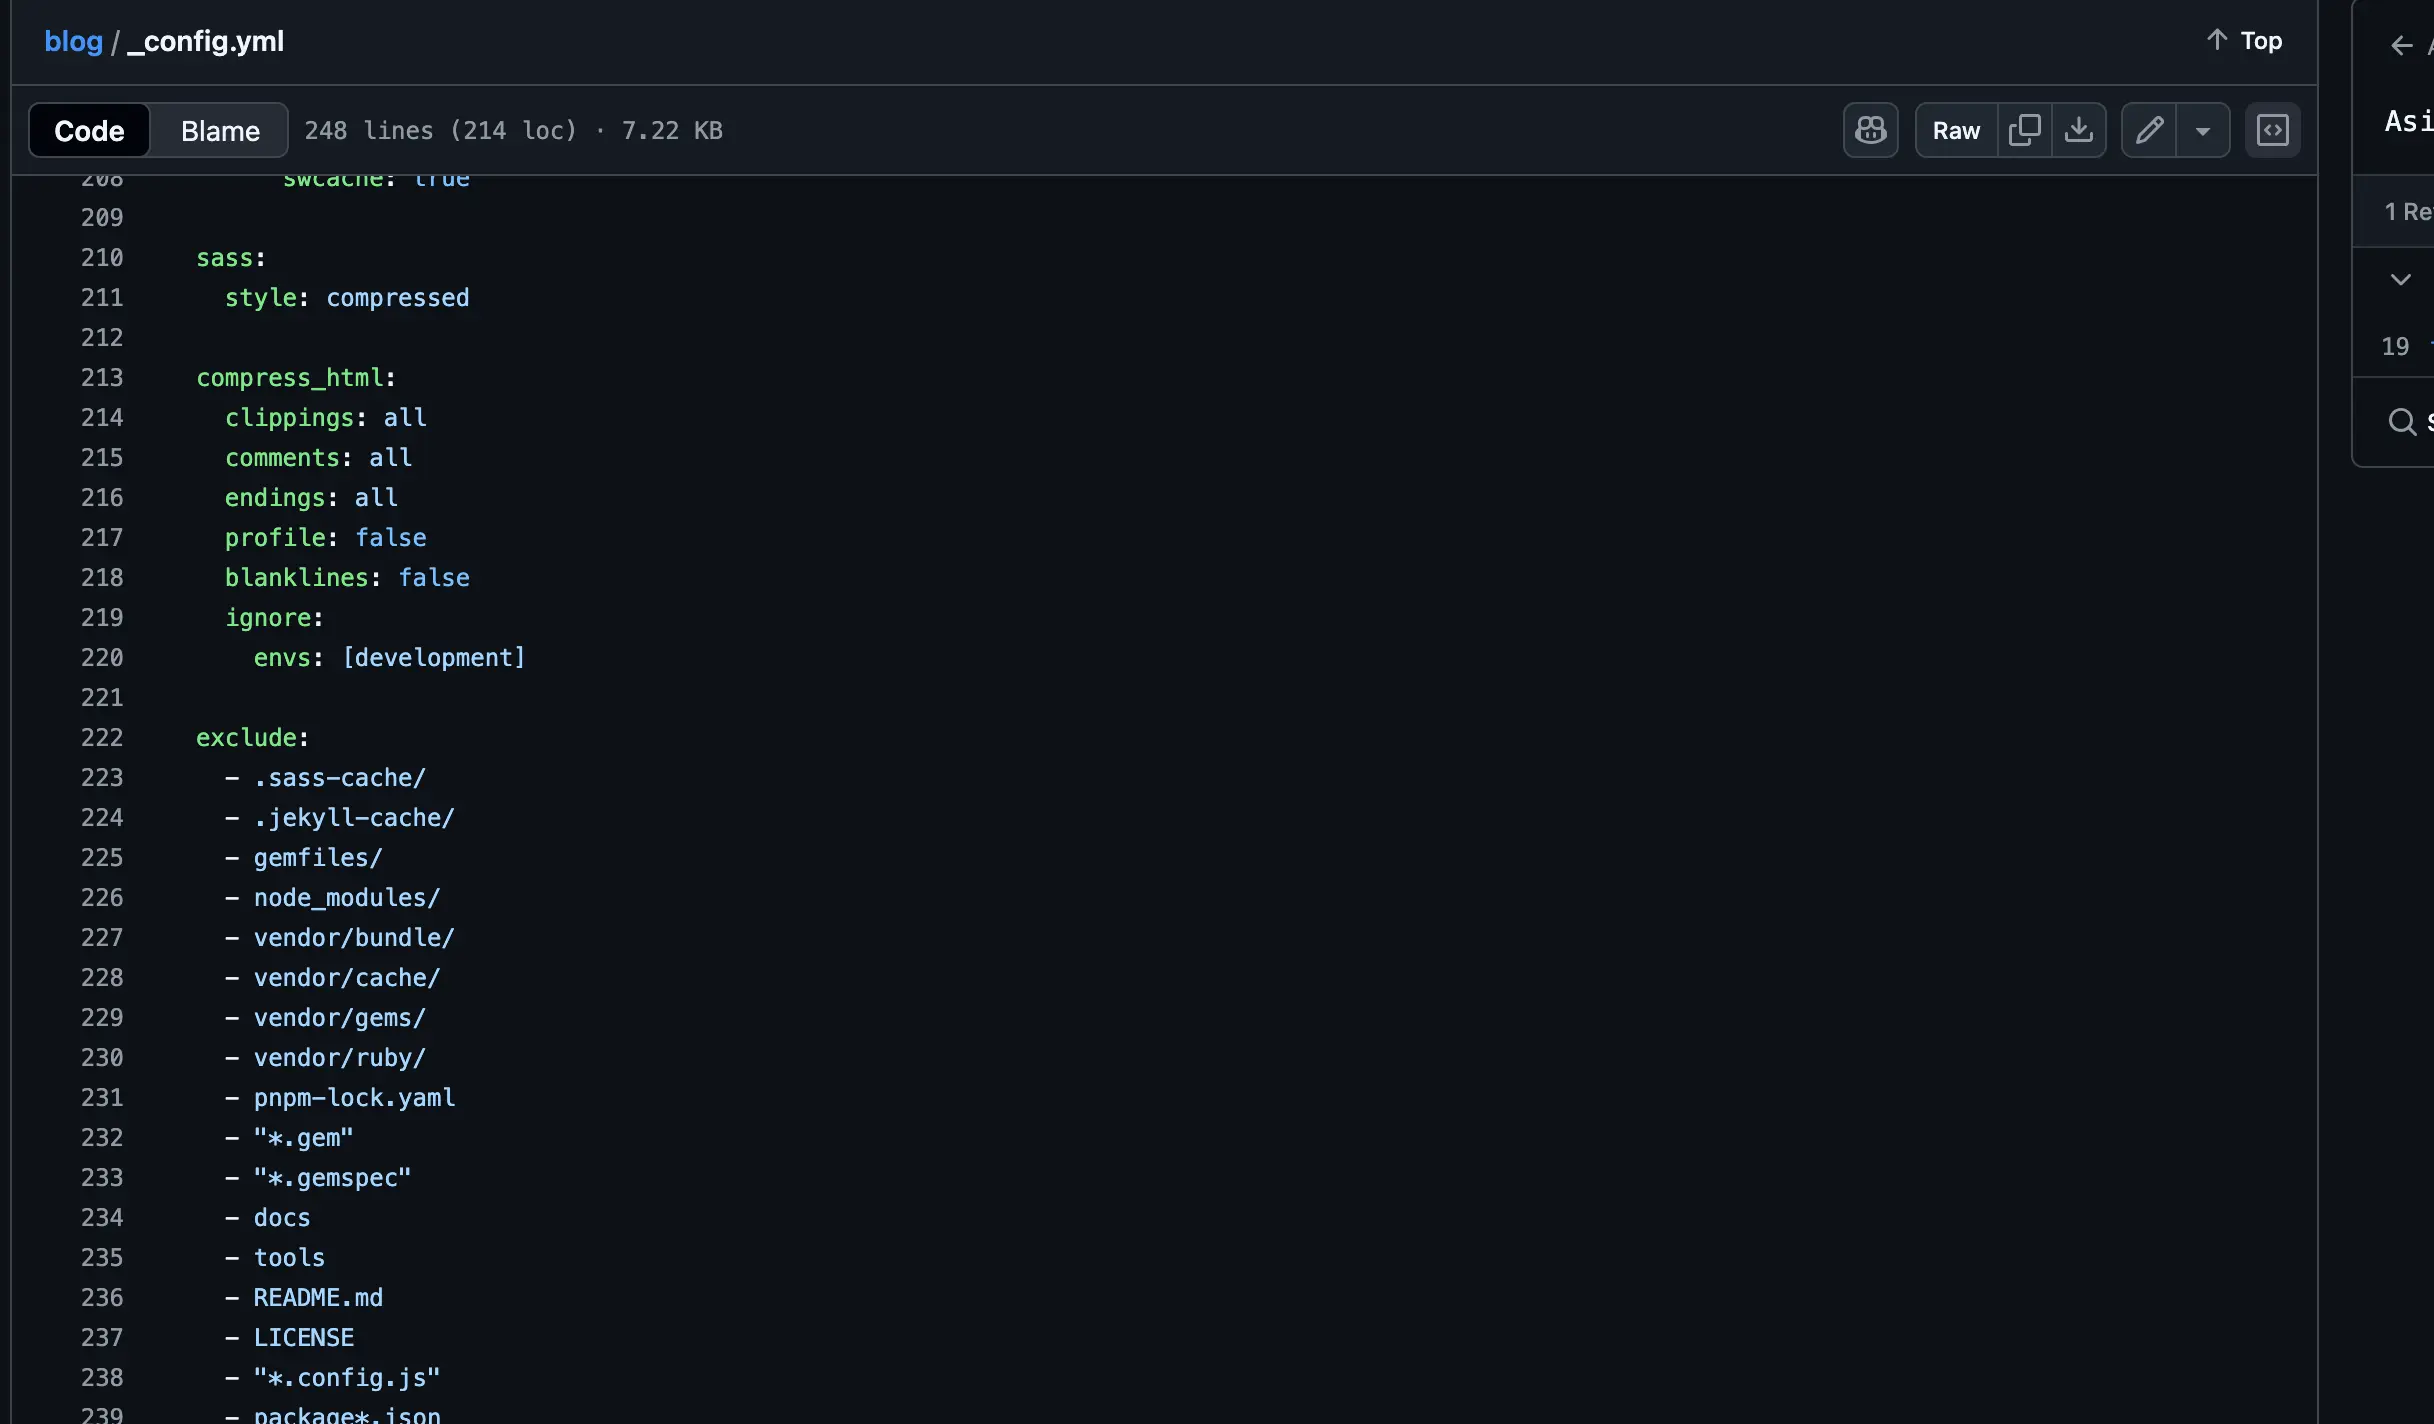 blog / _config.yml
Top
Code Blame 248 lines (214 loc) · 7.22 KB
Raw
208 swcache: true
209
210 sass:
211 style: compressed
212
213 compress_html:
214 clippings: all
215 comments: all
216 endings: all
217 profile: false
218 blanklines: false
219 ignore:
220 envs: [development]
221
222 exclude:
223 - .sass-cache/
224 - .jekyll-cache/
225 - gemfiles/
226 - node_modules/
227 - vendor/bundle/
228 - vendor/cache/
229 - vendor/gems/
230 - vendor/ruby/
231 - pnpm-lock.yaml
232 - "*.gem"
233 - "*.gemspec"
234 - docs
235 - tools
236 - README.md
237 - LICENSE
238 - "*.config.js"
239 - package*.json
Asi
1 Re
19